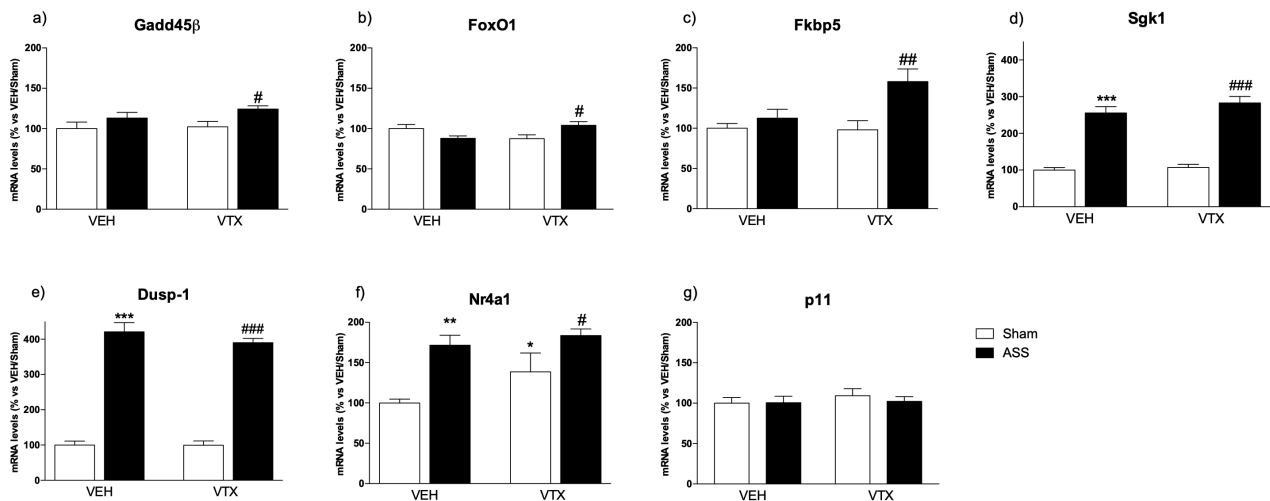 a)
Gadd45β
mRNA levels (% vs VEH/Sham)
200
150
100
50
0
#
VEH
VTX
b)
FoxO1
mRNA levels (% vs VEH/Sham)
200
150
100
50
0
#
VEH
VTX
c)
Fkbp5
mRNA levels (% vs VEH/Sham)
200
150
100
50
0
##
VEH
VTX
d)
Sgk1
mRNA levels (% vs VEH/Sham)
400
300
200
100
0
***
###
VEH
VTX
e)
Dusp-1
mRNA levels (% vs VEH/Sham)
400
300
200
100
0
***
###
VEH
VTX
f)
Nr4a1
mRNA levels (% vs VEH/Sham)
200
150
100
50
0
**
*
#
VEH
VTX
g)
p11
mRNA levels (% vs VEH/Sham)
200
150
100
50
0
VEH
VTX
Sham
ASS